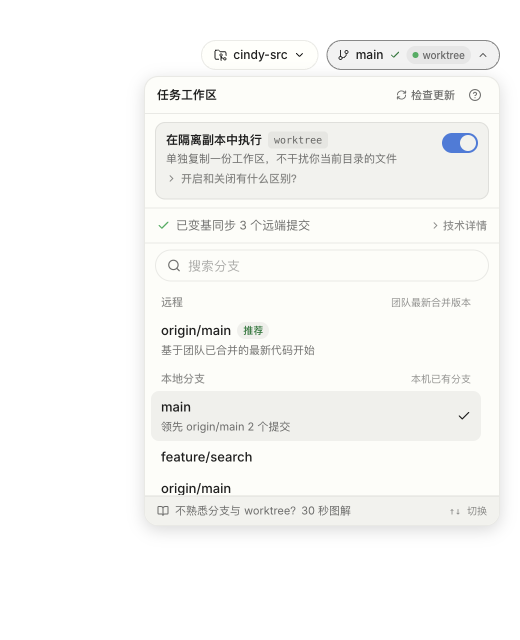 cindy-src
main worktree
任务工作区 检查更新
在隔离副本中执行 worktree
单独复制一份工作区，不干扰你当前目录的文件
开启和关闭有什么区别?
已变基同步 3 个远端提交 技术详情
搜索分支
远程 团队最新合并版本
origin/main 推荐
基于团队已合并的最新代码开始
本地分支 本机已有分支
main
领先 origin/main 2 个提交
feature/search
origin/main
不熟悉分支与 worktree？30 秒图解 ↑↓ 切换